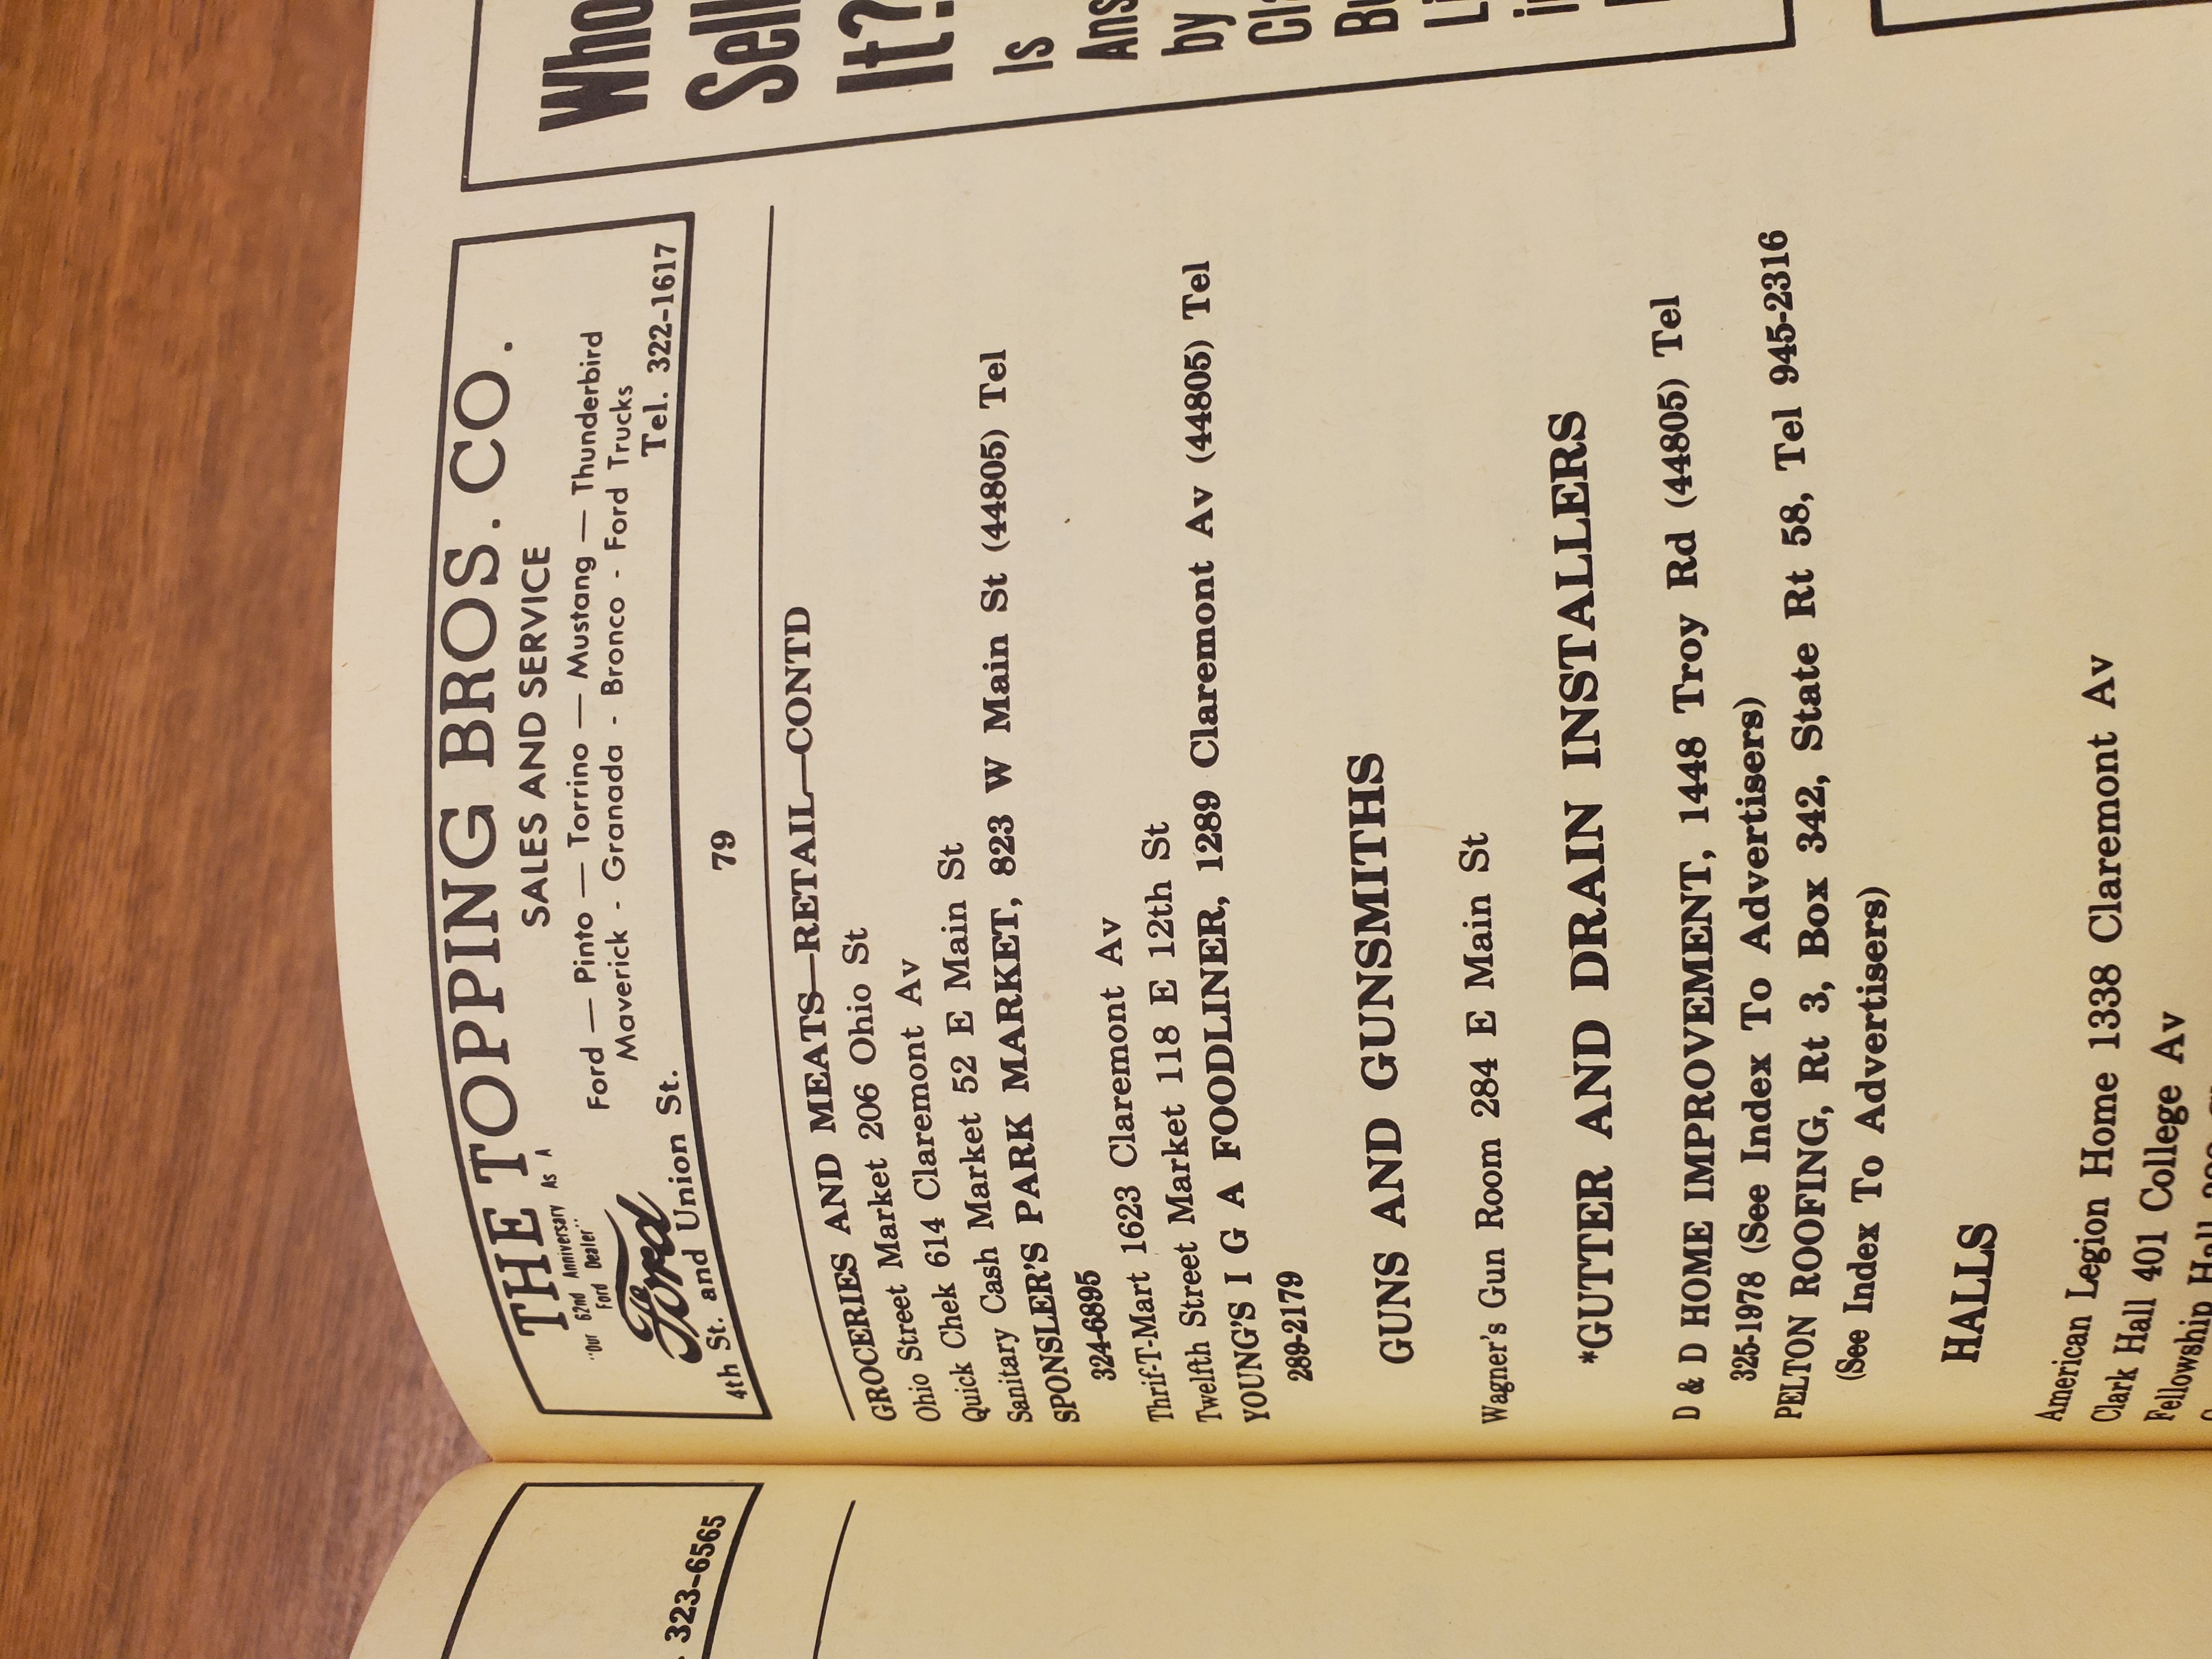 THE TOPPING BROS. CO.
SALES AND SERVICE
"Our 62nd Anniversary As A
Ford Dealer"
Ford — Pinto — Torrino — Mustang — Thunderbird
Maverick - Granada - Bronco - Ford Trucks
The Ford
4th St. and Union St.
Tel. 322-1617
79
GROCERIES AND MEATS—RETAIL—CONTD
Ohio Street Market 206 Ohio St
Quick Chek 614 Claremont Av
Sanitary Cash Market 52 E Main St
SPONSLER'S PARK MARKET, 823 W Main St (44805) Tel
324-6895
Thrif-T-Mart 1623 Claremont Av
Twelfth Street Market 118 E 12th St
YOUNG'S I G A FOODLINER, 1289 Claremont Av (44805) Tel
289-2179
GUNS AND GUNSMITHS
Wagner's Gun Room 284 E Main St
*GUTTER AND DRAIN INSTALLERS
D & D HOME IMPROVEMENT, 1448 Troy Rd (44805) Tel
325-1978 (See Index To Advertisers)
PELTON ROOFING, Rt 3, Box 342, State Rt 58, Tel 945-2316
(See Index To Advertisers)
HALLS
American Legion Home 1338 Claremont Av
Clark Hall 401 College Av
Fellowship Hall
Who
Sell
It?
Is
Ans
by
Cl
Bu
Li
323-6565